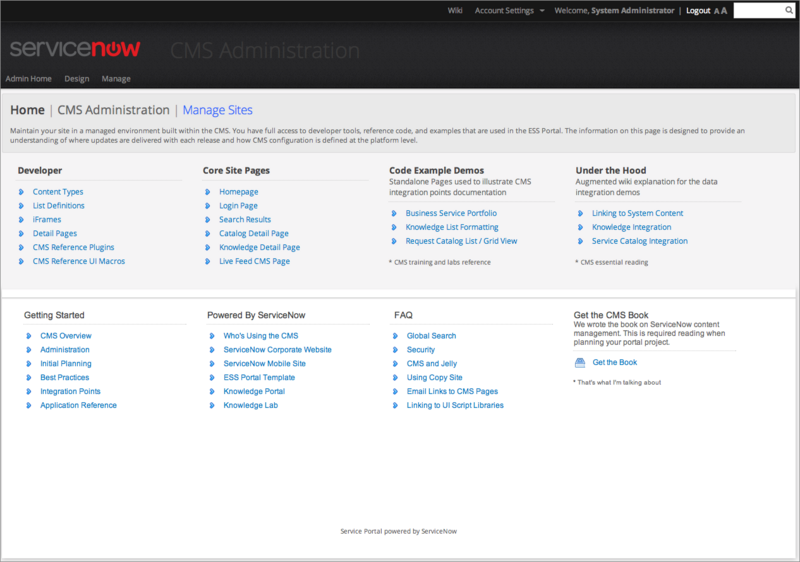 Wiki Account Settings Welcome, System Administrator | Logout A A
servicenow CMS Administration
Admin Home Design Manage
Home | CMS Administration | Manage Sites
Maintain your site in a managed environment built within the CMS. You have full access to developer tools, reference code, and examples that are used in the ESS Portal. The information on this page is designed to provide an
understanding of where updates are delivered with each release and how CMS configuration is defined at the platform level.
Developer
Content Types
List Definitions
iFrames
Detail Pages
CMS Reference Plugins
CMS Reference UI Macros
Core Site Pages
Homepage
Login Page
Search Results
Catalog Detail Page
Knowledge Detail Page
Live Feed CMS Page
Code Example Demos
Standalone Pages used to illustrate CMS
integration points documentation
Business Service Portfolio
Knowledge List Formatting
Request Catalog List / Grid View
* CMS training and labs reference
Under the Hood
Augmented wiki explanation for the data
integration demos
Linking to System Content
Knowledge Integration
Service Catalog Integration
* CMS essential reading
Getting Started
CMS Overview
Administration
Initial Planning
Best Practices
Integration Points
Application Reference
Powered By ServiceNow
Who's Using the CMS
ServiceNow Corporate Website
ServiceNow Mobile Site
ESS Portal Template
Knowledge Portal
Knowledge Lab
FAQ
Global Search
Security
CMS and Jelly
Using Copy Site
Email Links to CMS Pages
Linking to UI Script Libraries
Get the CMS Book
We wrote the book on ServiceNow content
management. This is required reading when
planning your portal project.
Get the Book
* That's what I'm talking about
Service Portal powered by ServiceNow